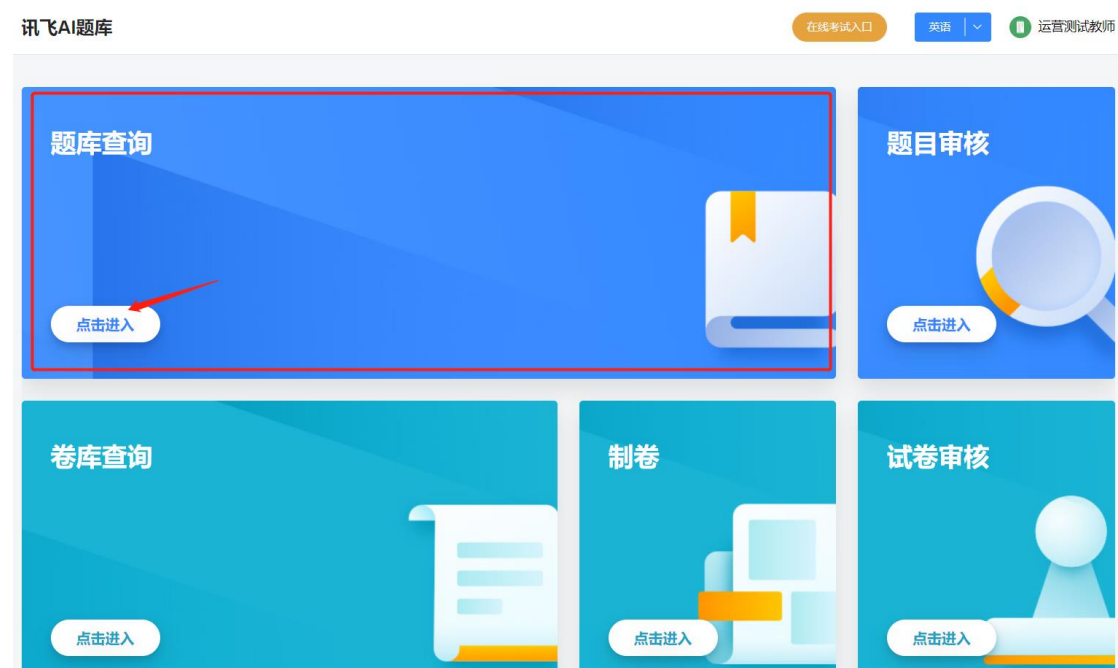 讯飞AI题库
在线考试入口
英语
运营测试教师
题库查询
点击进入
题目审核
点击进入
卷库查询
点击进入
制卷
点击进入
试卷审核
点击进入